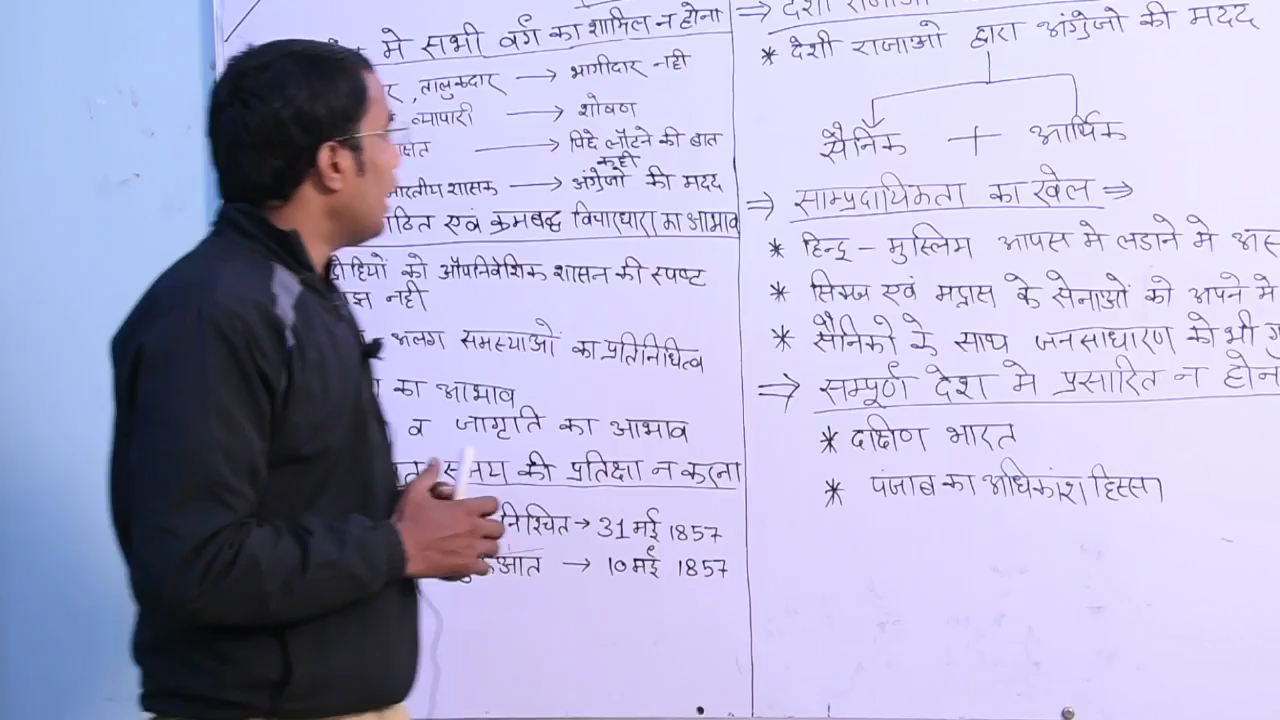 मे सभी वर्ग का शामिल न होना
, तालुकदार → भागीदार नही
व्यापारी → शोषण
→ पिछे लौटने की बात कही
भारतीय शासक → अंग्रेजो की मदद
एवं क्रमबद्ध विचारधारा का आभाव
को औपनिवेशिक शासन की स्पष्ट
नही
अलग समस्याओं का प्रतिनिधित्व
का आभाव
व जागृति का आभाव
समय की प्रतिक्षा न करना
निश्चित → 31 मई 1857
→ 10 मई 1857
⇒ देशी राजाओ
* देशी राजाओ द्वारा अंग्रेजो की मदद
सैनिक + आर्थिक
⇒ साम्प्रदायिकता का खेल ⇒
* हिन्दू - मुस्लिम आपस मे लडाने मे
* सिक्ख एवं मद्रास के सेनाओं को अपने मे
* सैनिको के साथ जनसाधारण को भी
⇒ सम्पूर्ण देश मे प्रसारित न होना
* दक्षिण भारत
* पंजाब का अधिकांश हिस्सा